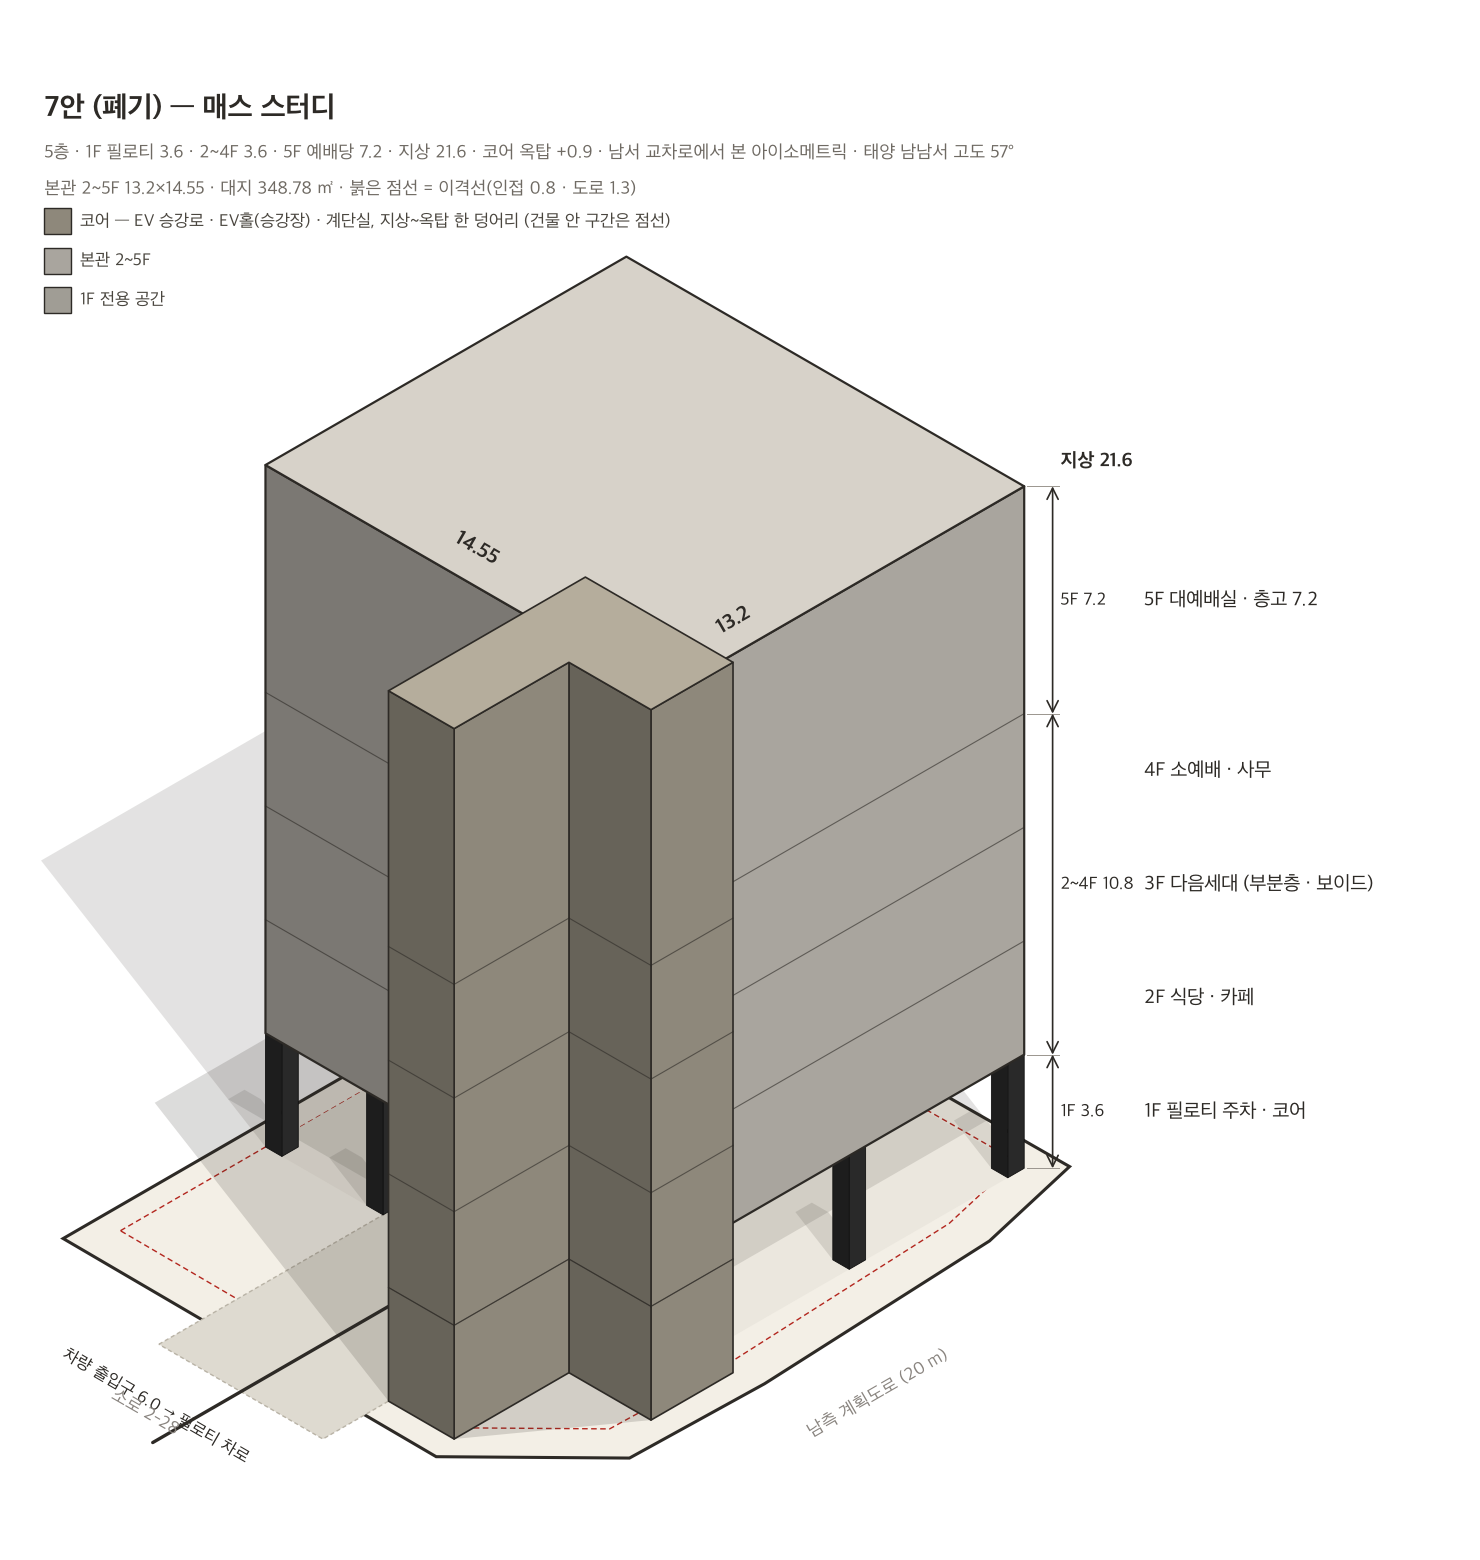 7안 (폐기) — 매스 스터디
5층 · 1F 필로티 3.6 · 2~4F 3.6 · 5F 예배당 7.2 · 지상 21.6 · 코어 옥탑 +0.9 · 남서 교차로에서 본 아이소메트릭 · 태양 남남서 고도 57°
본관 2~5F 13.2×14.55 · 대지 348.78 ㎡ · 붉은 점선 = 이격선(인접 0.8 · 도로 1.3)
코어 — EV 승강로 · EV홀(승강장) · 계단실, 지상~옥탑 한 덩어리 (건물 안 구간은 점선)
본관 2~5F
1F 전용 공간
지상 21.6
14.55
13.2
5F 7.2
5F 대예배실 · 층고 7.2
4F 소예배 · 사무
2~4F 10.8
3F 다음세대 (부분층 · 보이드)
2F 식당 · 카페
1F 3.6
1F 필로티 주차 · 코어
차량 출입구 6.0 → 필로티 차로
소로 2-28
남측 계획도로 (20 m)